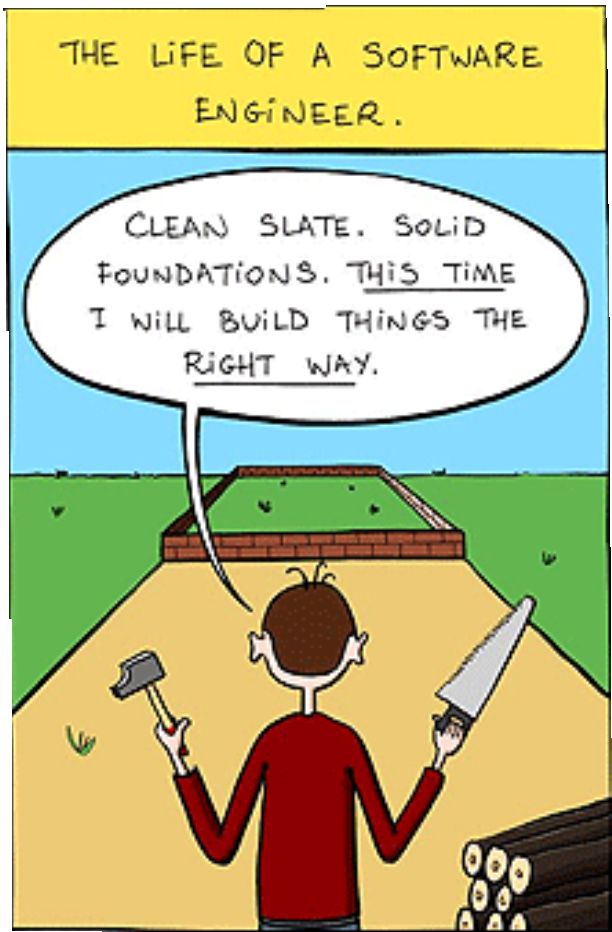 THE LiFE OF A SOFTWARE
ENGiNEER.
CLEAN SLATE. SOLiD
FOUNDATiONS. THiS TiME
I WiLL BUiLD THiNGS THE
RiGHT WAY.